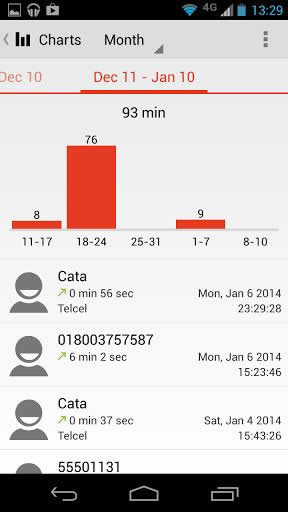 4G 13:29
Charts Month
Dec 10 Dec 11 - Jan 10
93 min
76
8 9
11-17 18-24 25-31 1-7 8-10
Cata
0 min 56 sec Mon, Jan 6 2014
Telcel 23:29:28
018003757587
6 min 2 sec Mon, Jan 6 2014
15:23:46
Cata
0 min 37 sec Sat, Jan 4 2014
Telcel 15:43:26
55501131